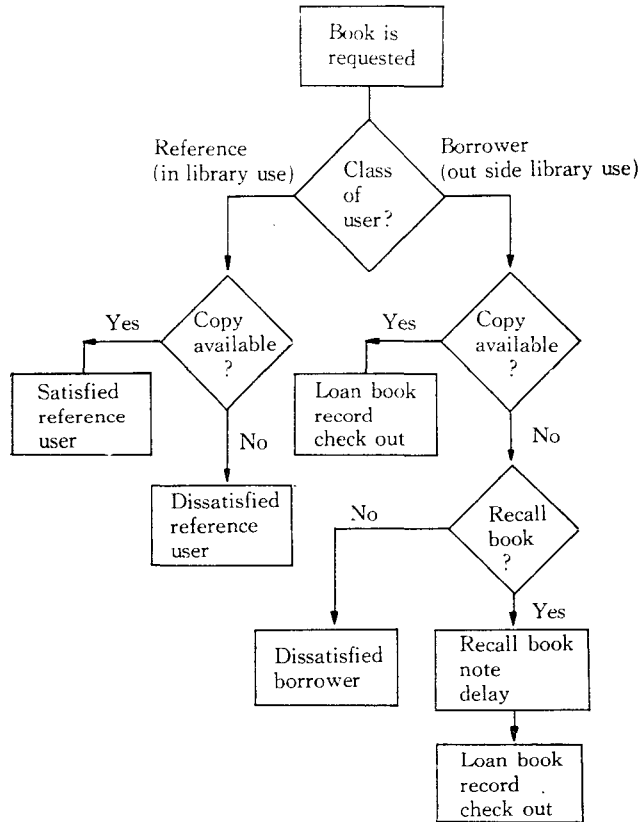 Book is
requested
Reference
(in library use)
Borrower
(out side library use)
Class
of
user?
Yes
Copy
available
?
Yes
Copy
available
?
Satisfied
reference
user
No
Loan book
record
check out
No
Dissatisfied
reference
user
No
Recall
book
?
Yes
Dissatisfied
borrower
Recall book
note
delay
Loan book
record
check out